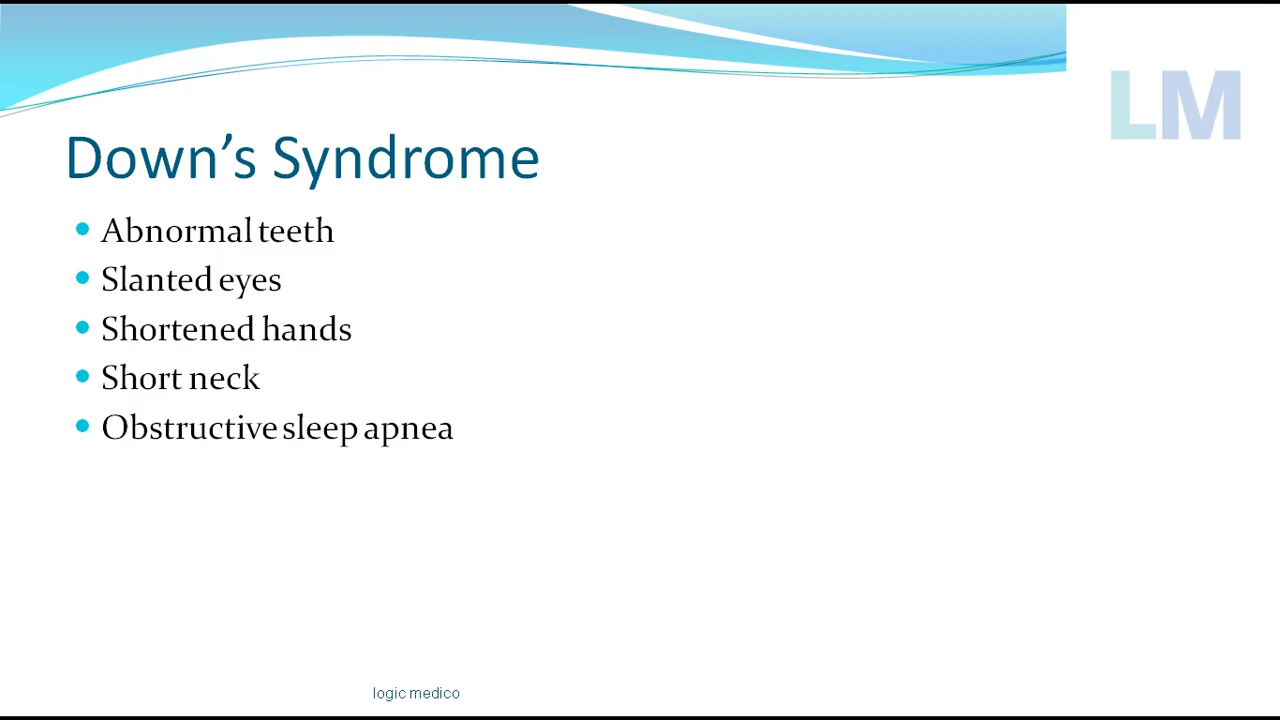 LM
Down’s Syndrome
• Abnormal teeth
• Slanted eyes
• Shortened hands
• Short neck
• Obstructive sleep apnea
logic medico